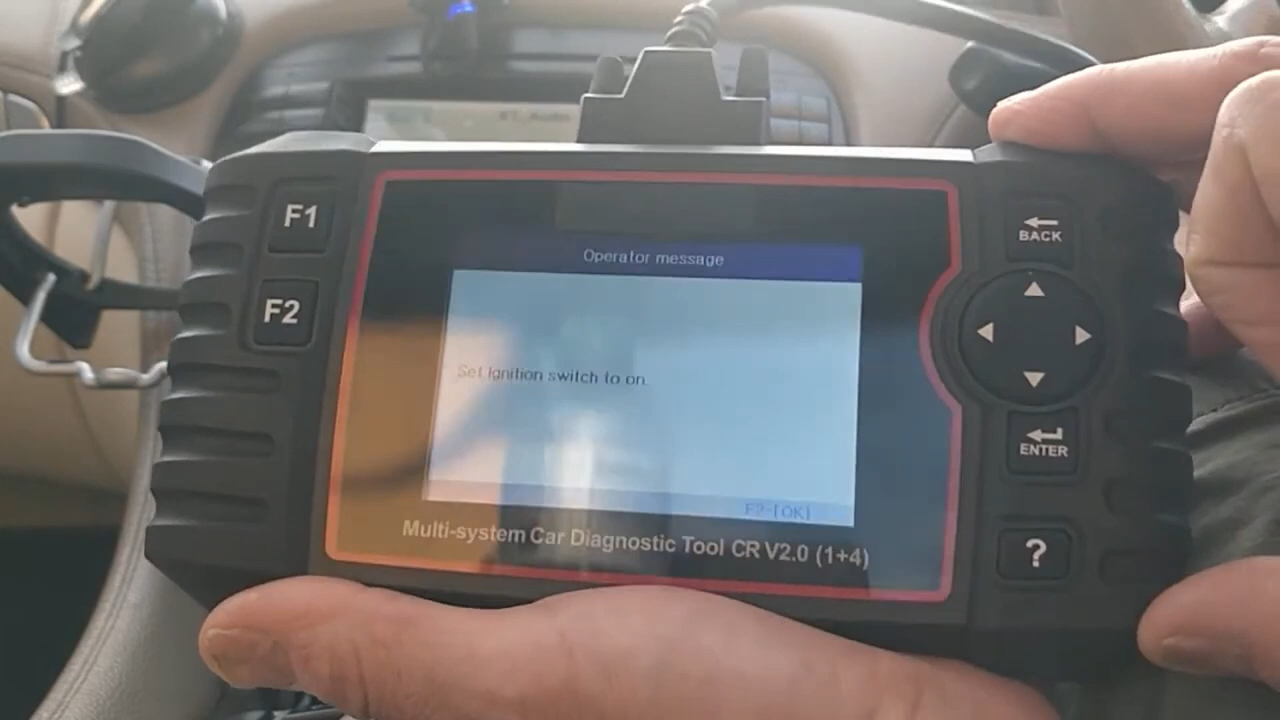 F1
F2
Operator message
Set Ignition switch to on.
F2-[OK]
Multi-system Car Diagnostic Tool CR V2.0 (1+4)
BACK
ENTER
?